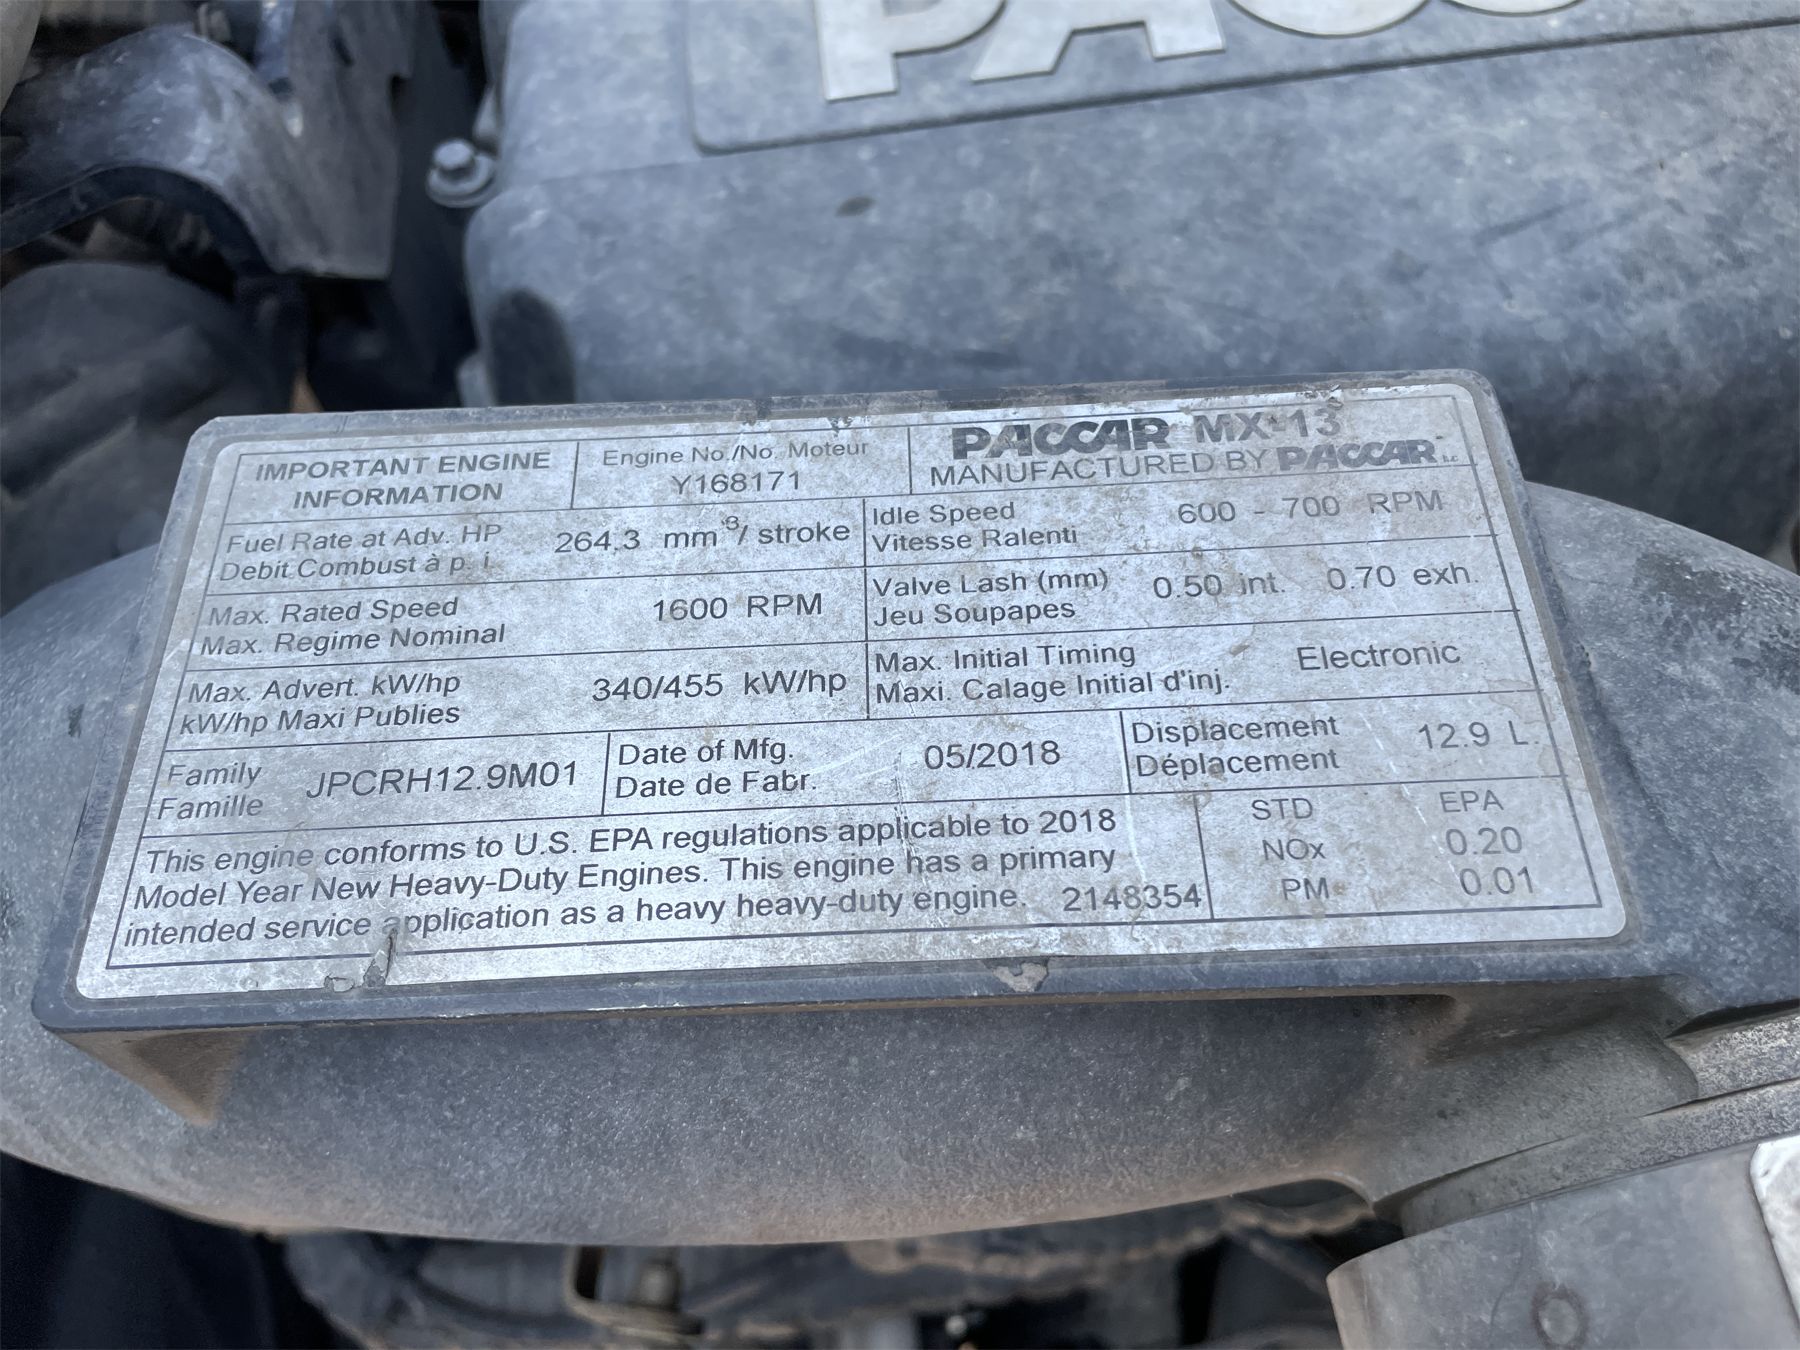 PACC
IMPORTANT ENGINE
INFORMATION
Engine No./No. Moteur
Y168171
PACCAR MX-13
MANUFACTURED BY PACCAR
Fuel Rate at Adv. HP
Debit Combust à p. i.
264.3 mm³/ stroke
Idle Speed
Vitesse Ralenti
600 - 700 RPM
Max. Rated Speed
Max. Regime Nominal
1600 RPM
Valve Lash (mm)
Jeu Soupapes
0.50 int. 0.70 exh.
Max. Advert. kW/hp
kW/hp Maxi Publies
340/455 kW/hp
Max. Initial Timing
Maxi. Calage Initial d'inj.
Electronic
Family
Famille
JPCRH12.9M01
Date of Mfg.
Date de Fabr.
05/2018
Displacement
Déplacement
12.9 L.
This engine conforms to U.S. EPA regulations applicable to 2018
Model Year New Heavy-Duty Engines. This engine has a primary
intended service application as a heavy heavy-duty engine. 2148354
STD EPA
NOx 0.20
PM 0.01